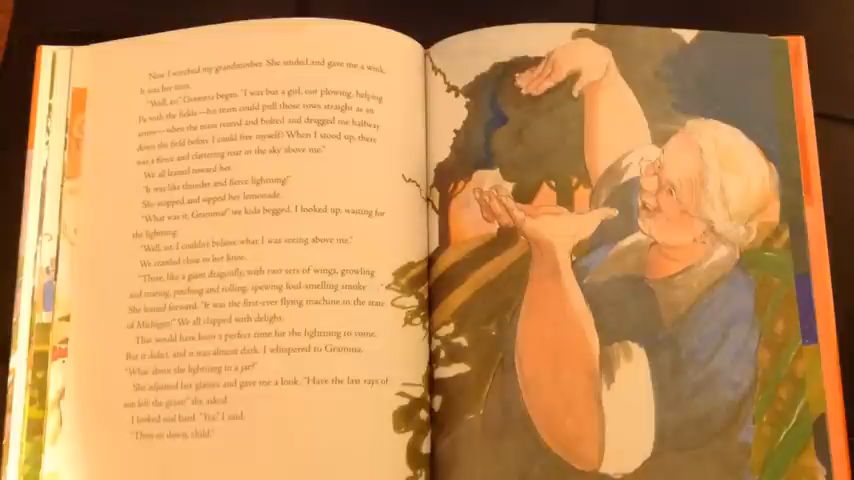 Now I watched my grandmother. She smiled and gave me a wink.
It was her turn.
"Well, sir," Gramma began. "I was but a girl, out plowing, helping
Pa with the fields—his team could pull those rows straight as an
arrow—when the team reared and bolted and dragged me halfway
down the field before I could free myself! When I stood up, there
was a fierce and clattering roar in the sky above me."
We all leaned toward her.
"It was like thunder and fierce lightning!"
She stopped and sipped her lemonade.
"What was it, Gramma?" we kids begged. I looked up, waiting for
the lightning.
"Well, sir, I couldn't believe what I was seeing above me."
We crawled close to her knee.
"There, like a giant dragonfly, with two sets of wings, growling
and roaring, pitching and rolling, spewing foul-smelling smoke
She leaned forward. "It was the first-ever flying machine in the state
of Michigan!" We all clapped with delight.
That would have been a perfect time for the lightning to come.
But it didn't, and it was almost dark. I whispered to Gramma,
"What about the lightning in a jar?"
She adjusted her glasses and gave me a look. "Have the last rays of
sun left the grass?" she asked.
I looked real hard. "Yes," I said.
"Then sit down, child."